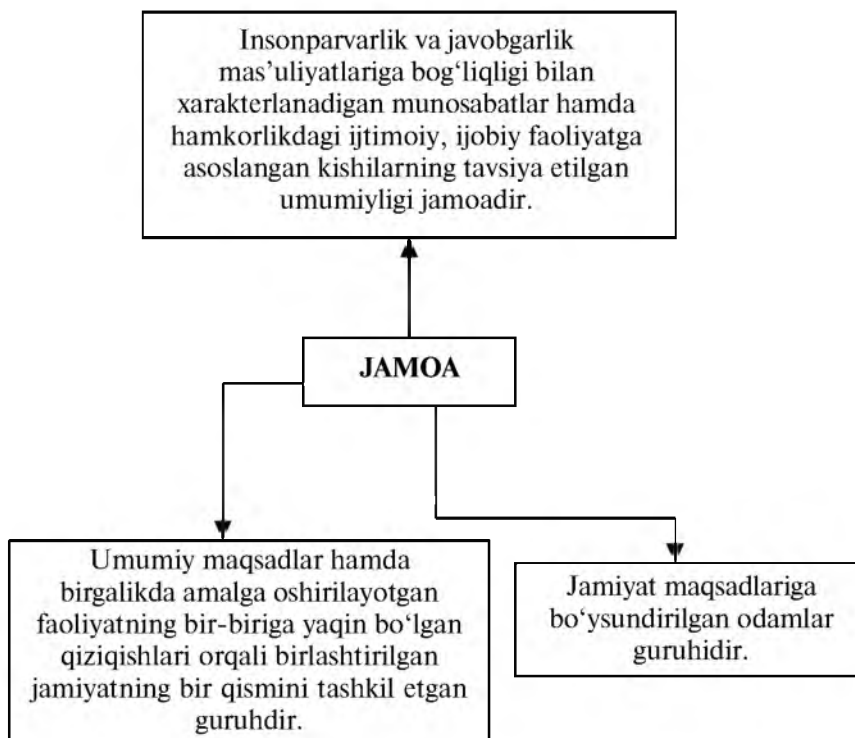 Insonparvarlik va javobgarlik
mas’uliyatlariga bog‘liqligi bilan
xarakterlanadigan munosabatlar hamda
hamkorlikdagi ijtimoiy, ijobiy faoliyatga
asoslangan kishilarning tavsiya etilgan
umumiyligi jamoadir.
JAMOA
Umumiy maqsadlar hamda
birgalikda amalga oshirilayotgan
faoliyatning bir-biriga yaqin bo‘lgan
qiziqishlari orqali birlashtirilgan
jamiyatning bir qismini tashkil etgan
guruhdir.
Jamiyat maqsadlariga
bo‘ysundirilgan odamlar
guruhidir.